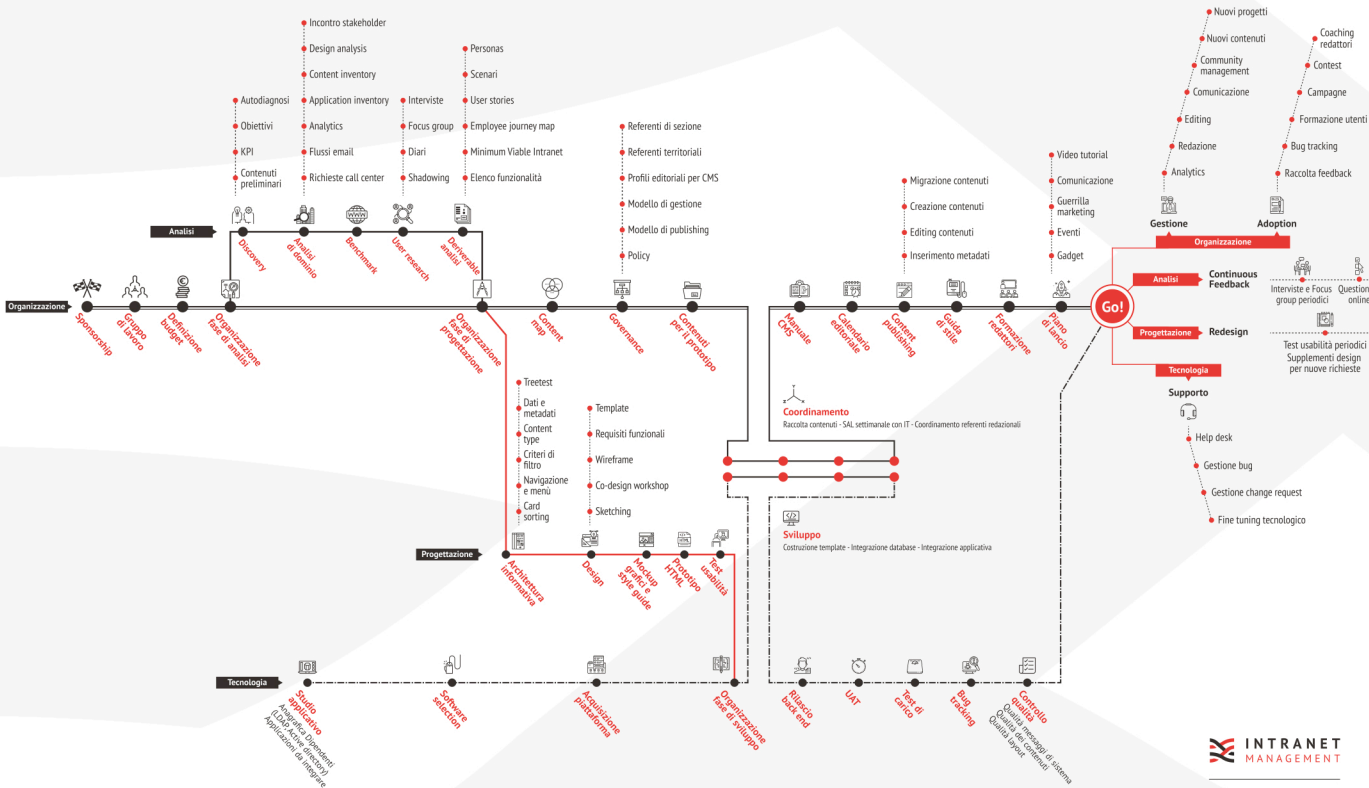 Incontro stakeholder
Design analysis
Content inventory
Application inventory
Analytics
Flussi email
Richieste call center
Autodiagnosi
Obiettivi
KPI
Contenuti
preliminari
Interviste
Focus group
Diari
Shadowing
Personas
Scenari
User stories
Employee journey map
Minimum Viable Intranet
Elenco funzionalità
Analisi
Discovery
Analisi
di dominio
Benchmark
User research
Deriverable
analisi
Referenti di sezione
Referenti territoriali
Profili editoriali per CMS
Modello di gestione
Modello di publishing
Policy
Migrazione contenuti
Creazione contenuti
Editing contenuti
Inserimento metadati
Video tutorial
Comunicazione
Guerrilla
marketing
Eventi
Gadget
Organizzazione
Sponsorship
Gruppo
di lavoro
Definizione
budget
Organizzazione
fase di analisi
Organizzazione
fase di
progettazione
Content
map
Governance
Contenuti
per il prototipo
Manuale
CMS
Calendario
editoriale
Content
publishing
Guida
di stile
Formazione
redattori
Piano
di lancio
Go!
Nuovi progetti
Nuovi contenuti
Community
management
Comunicazione
Editing
Redazione
Analytics
Coaching
redattori
Contest
Campagne
Formazione utenti
Bug tracking
Raccolta feedback
Gestione
Adoption
Organizzazione
Analisi
Continuous
Feedback
Interviste e Focus
group periodici
Question
online
Progettazione
Redesign
Test usabilità periodici
Supplementi design
per nuove richieste
Tecnologia
Supporto
Help desk
Gestione bug
Gestione change request
Fine tuning tecnologico
Treetest
Dati e
metadati
Content
type
Criteri di
filtro
Navigazione
e menù
Card
sorting
Template
Requisiti funzionali
Wireframe
Co-design workshop
Sketching
Coordinamento
Raccolta contenuti - SAL settimanale con IT - Coordinamento referenti redazionali
Sviluppo
Costruzione template - Integrazione database - Integrazione applicativa
Progettazione
Architettura
informativa
Design
Mockup
grafici e
style guide
Prototipo
HTML
Test
usabilità
Tecnologia
Studio
applicativo
Anagrafica Dipendenti
(LDAP, Active directory)
Applicazioni da integrare
Software
selection
Acquisizione
piattaforma
Organizzazione
fase di sviluppo
Rilascio
back end
UAT
Test di
carico
Bug
tracking
Controllo
qualità
Qualità messaggi di sistema
Qualità dei contenuti
Qualità layout
INTRANET
MANAGEMENT